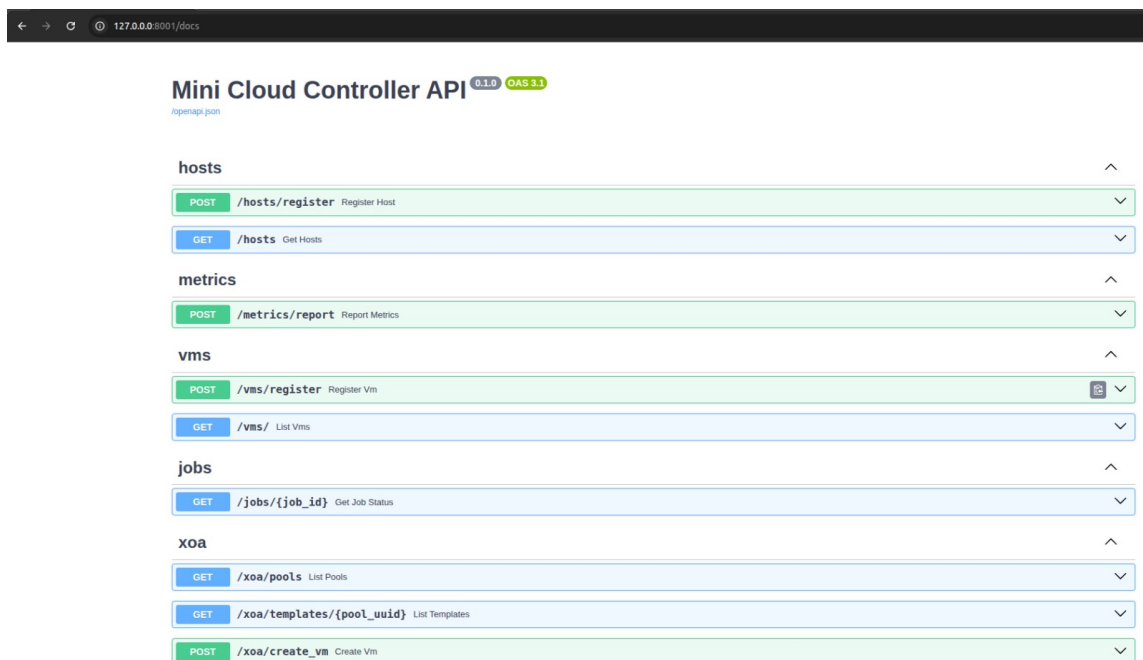 127.0.0.0:8001/docs
Mini Cloud Controller API 0.1.0 OAS 3.1
/openapi.json
hosts
POST /hosts/register Register Host
GET /hosts Get Hosts
metrics
POST /metrics/report Report Metrics
vms
POST /vms/register Register Vm
GET /vms/ List Vms
jobs
GET /jobs/{job_id} Get Job Status
xoa
GET /xoa/pools List Pools
GET /xoa/templates/{pool_uuid} List Templates
POST /xoa/create_vm Create Vm